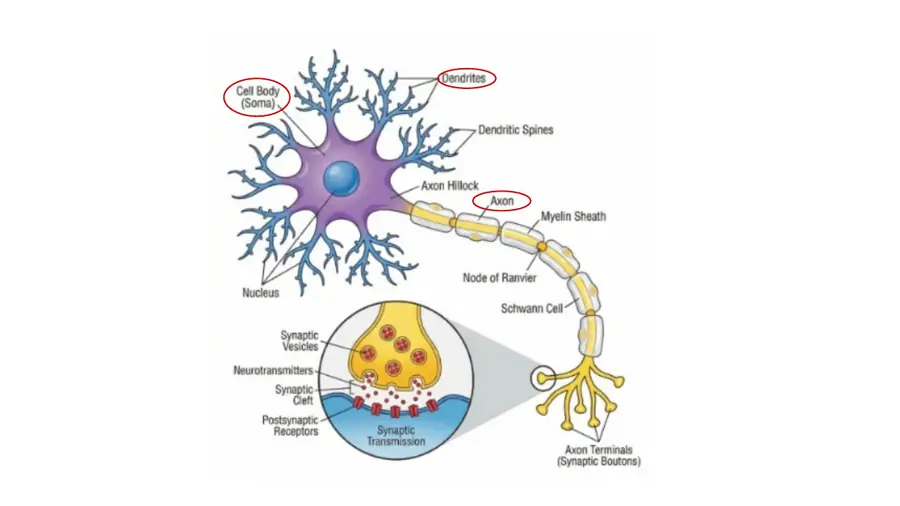 Dendrites
Cell Body
(Soma)
Dendritic Spines
Axon Hillock
Axon
Myelin Sheath
Node of Ranvier
Nucleus
Schwann Cell
Synaptic
Vesicles
Neurotransmitters
Synaptic
Cleft
Postsynaptic
Receptors
Synaptic
Transmission
Axon Terminals
(Synaptic Boutons)